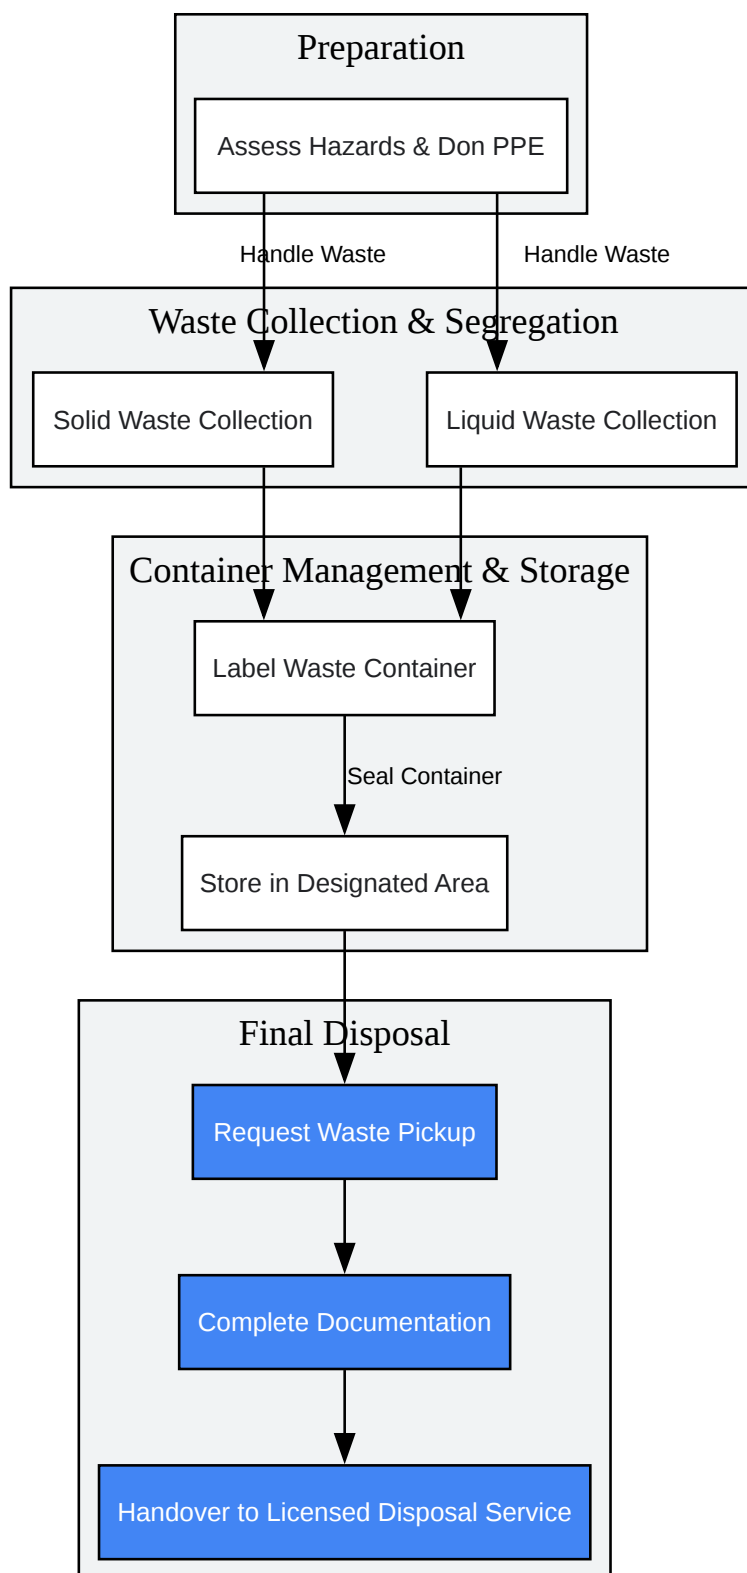 Preparation
Assess Hazards & Don PPE
Handle Waste
Handle Waste
Waste Collection & Segregation
Solid Waste Collection
Liquid Waste Collection
Container Management & Storage
Label Waste Container
Seal Container
Store in Designated Area
Final Disposal
Request Waste Pickup
Complete Documentation
Handover to Licensed Disposal Service